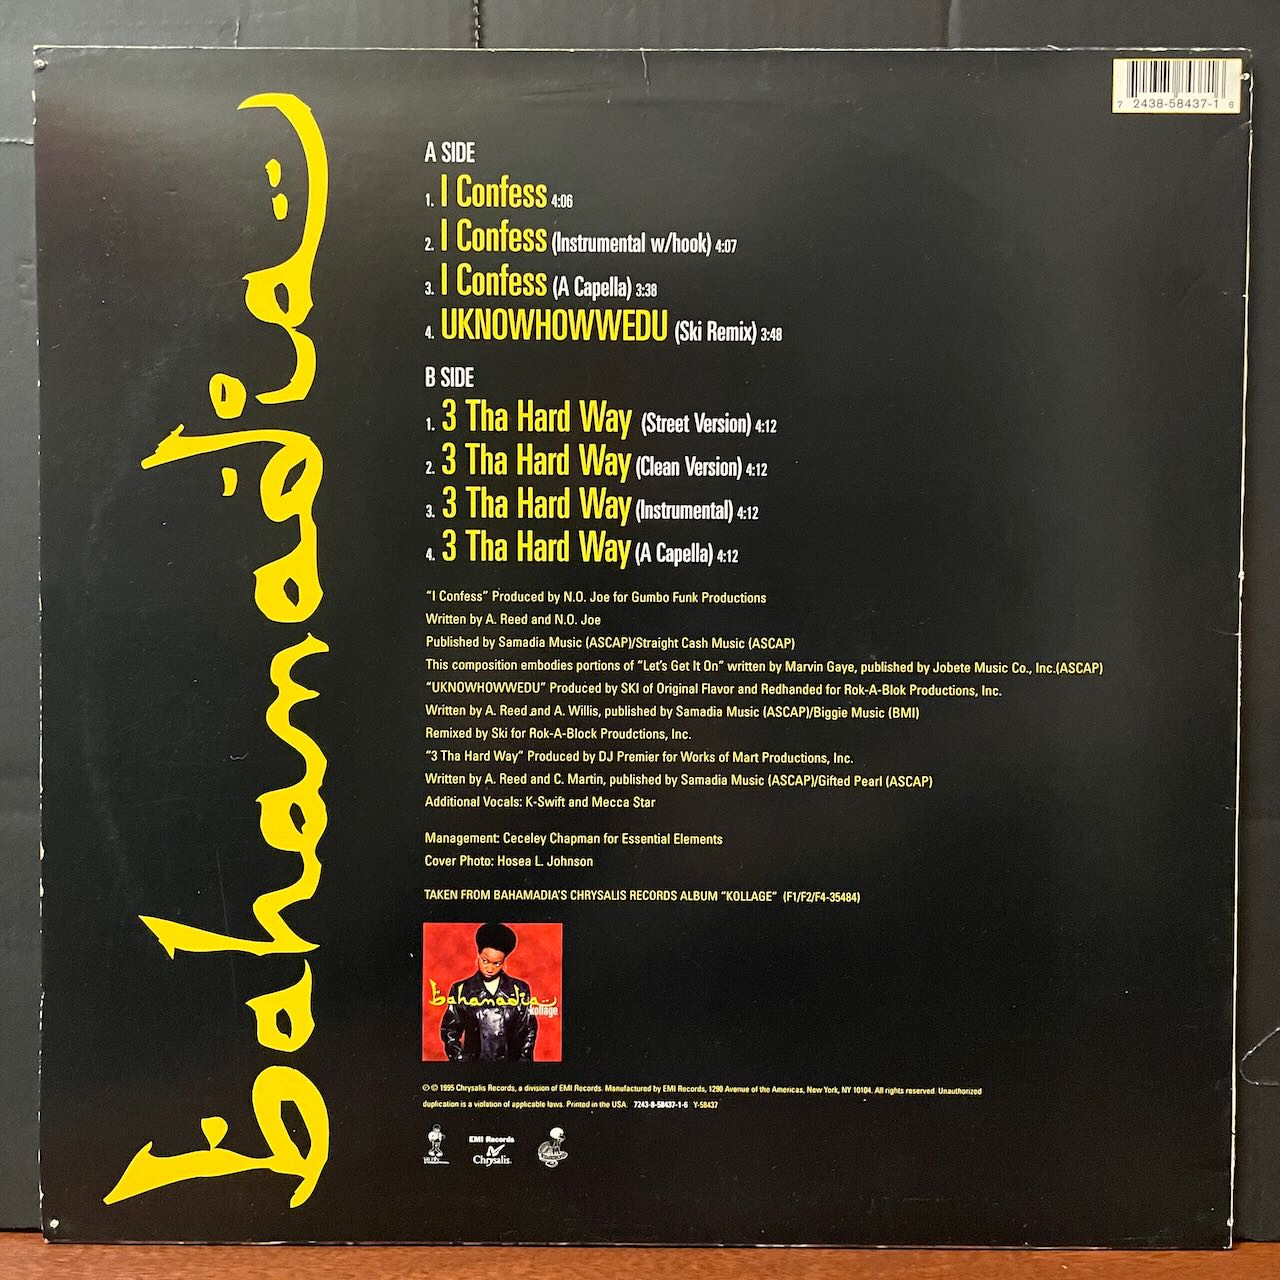 7 2438-58437-1 6
bahamadia
A SIDE
1. I Confess 4:06
2. I Confess (Instrumental w/hook) 4:07
3. I Confess (A Capella) 3:38
4. UKNOWHOWWEDU (Ski Remix) 3:48
B SIDE
1. 3 Tha Hard Way (Street Version) 4:12
2. 3 Tha Hard Way (Clean Version) 4:12
3. 3 Tha Hard Way (Instrumental) 4:12
4. 3 Tha Hard Way (A Capella) 4:12
“I Confess” Produced by N.O. Joe for Gumbo Funk Productions
Written by A. Reed and N.O. Joe
Published by Samadia Music (ASCAP)/Straight Cash Music (ASCAP)
This composition embodies portions of “Let’s Get It On” written by Marvin Gaye, published by Jobete Music Co., Inc.(ASCAP)
“UKNOWHOWWEDU” Produced by SKI of Original Flavor and Redhanded for Rok-A-Blok Productions, Inc.
Written by A. Reed and A. Willis, published by Samadia Music (ASCAP)/Biggie Music (BMI)
Remixed by Ski for Rok-A-Block Proudctions, Inc.
“3 Tha Hard Way” Produced by DJ Premier for Works of Mart Productions, Inc.
Written by A. Reed and C. Martin, published by Samadia Music (ASCAP)/Gifted Pearl (ASCAP)
Additional Vocals: K-Swift and Mecca Star
Management: Ceceley Chapman for Essential Elements
Cover Photo: Hosea L. Johnson
TAKEN FROM BAHAMADIA’S CHRYSALIS RECORDS ALBUM “KOLLAGE” (F1/F2/F4-35484)
bahamadia
kollage
℗ © 1995 Chrysalis Records, a division of EMI Records. Manufactured by EMI Records, 1290 Avenue of the Americas, New York, NY 10104. All rights reserved. Unauthorized
duplication is a violation of applicable laws. Printed in the USA. 7243-8-58437-1-6 Y-58437
EMI Records
Chrysalis.